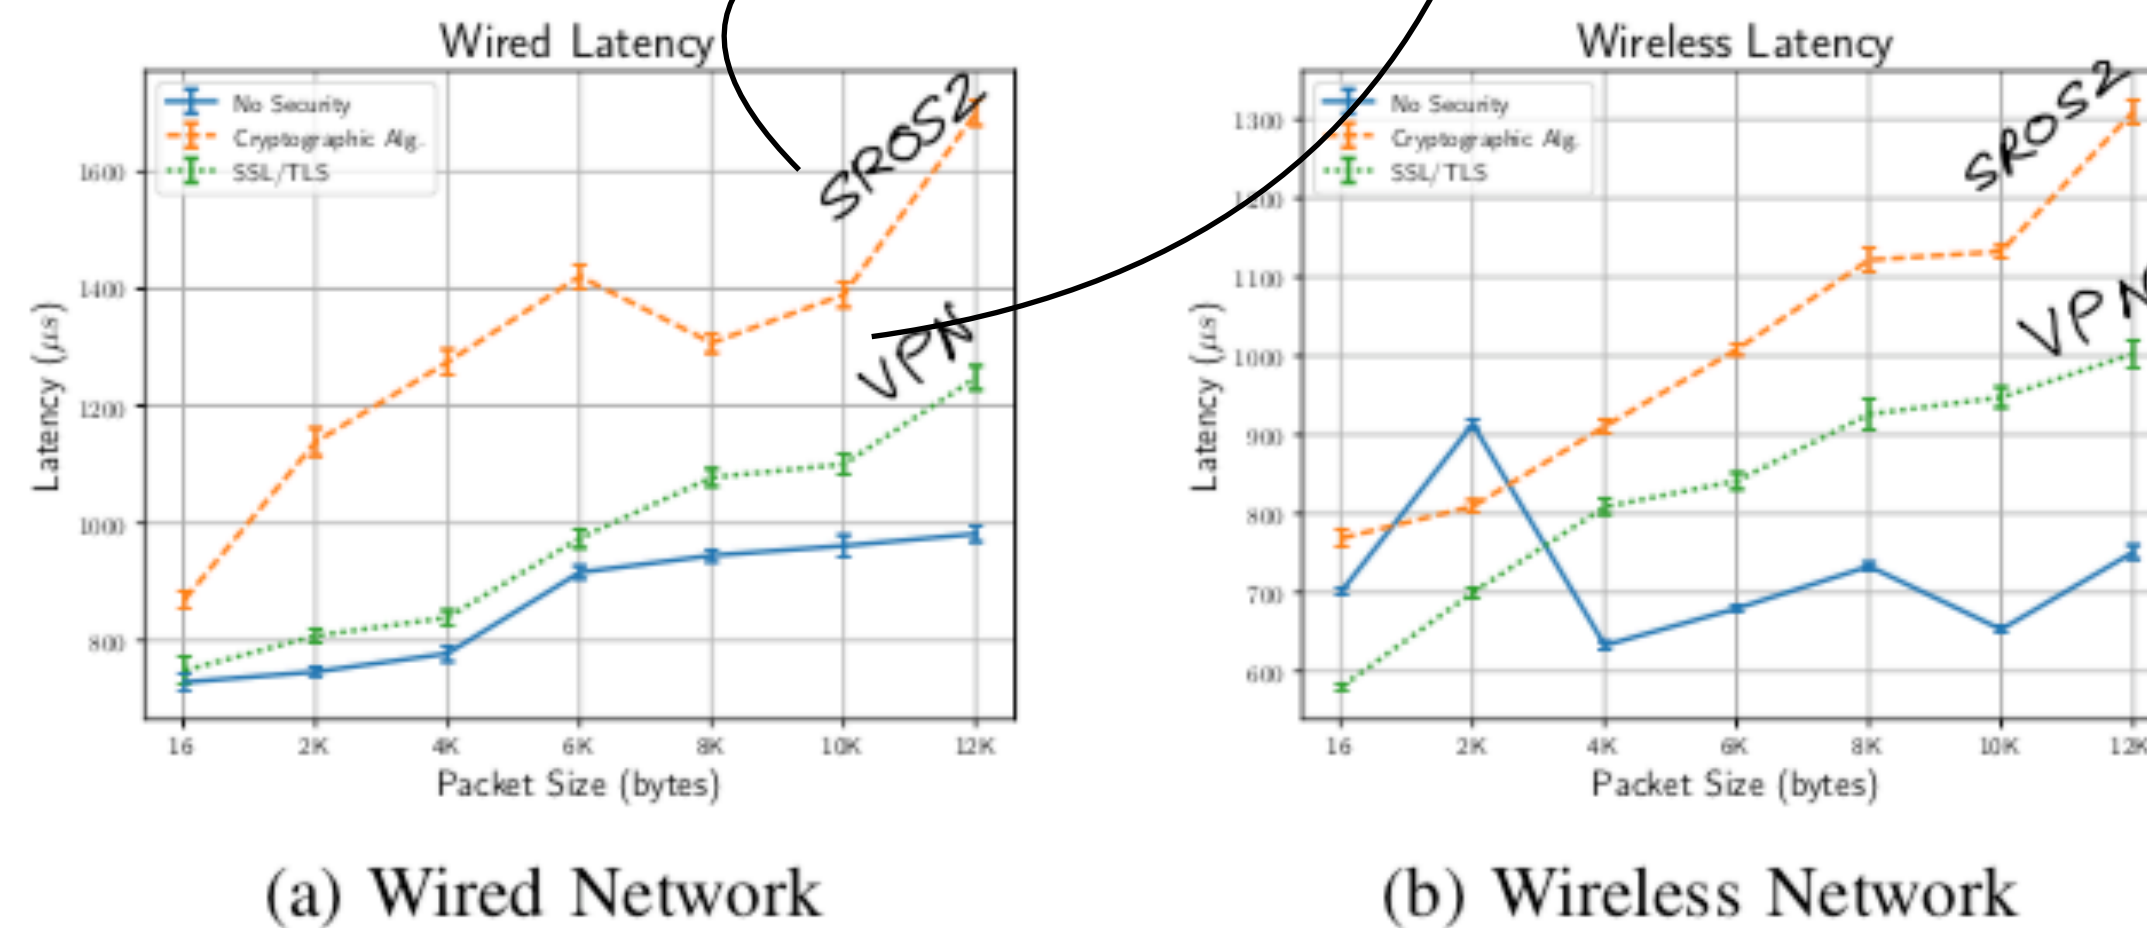 Wired Latency
No Security
Cryptographic Alg.
SSL/TLS
SROS2
VPN
1600
1400
1200
1000
800
Latency (μs)
16 2K 4K 6K 8K 10K 12K
Packet Size (bytes)
(a) Wired Network
Wireless Latency
No Security
Cryptographic Alg.
SSL/TLS
SROS2
VPN
1300
1200
1100
1000
900
800
700
600
Latency (μs)
16 2K 4K 6K 8K 10K 12K
Packet Size (bytes)
(b) Wireless Network